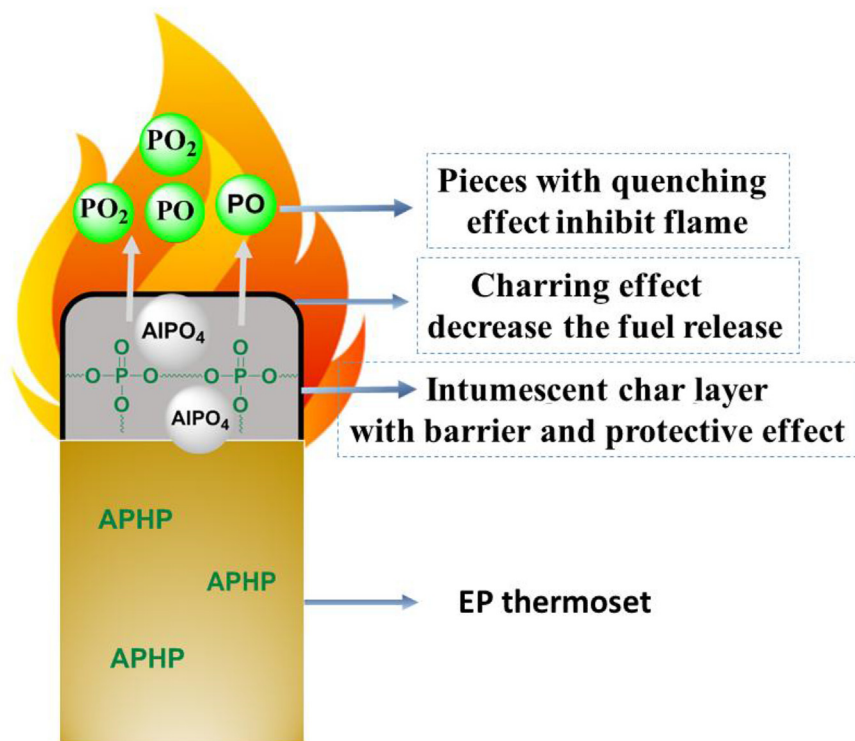 PO₂
PO₂ PO PO
Pieces with quenching
effect inhibit flame
Charring effect
decrease the fuel release
AlPO₄
O O
O P O O P O
O O
Intumescent char layer
with barrier and protective effect
AlPO₄
APHP
APHP
APHP
EP thermoset